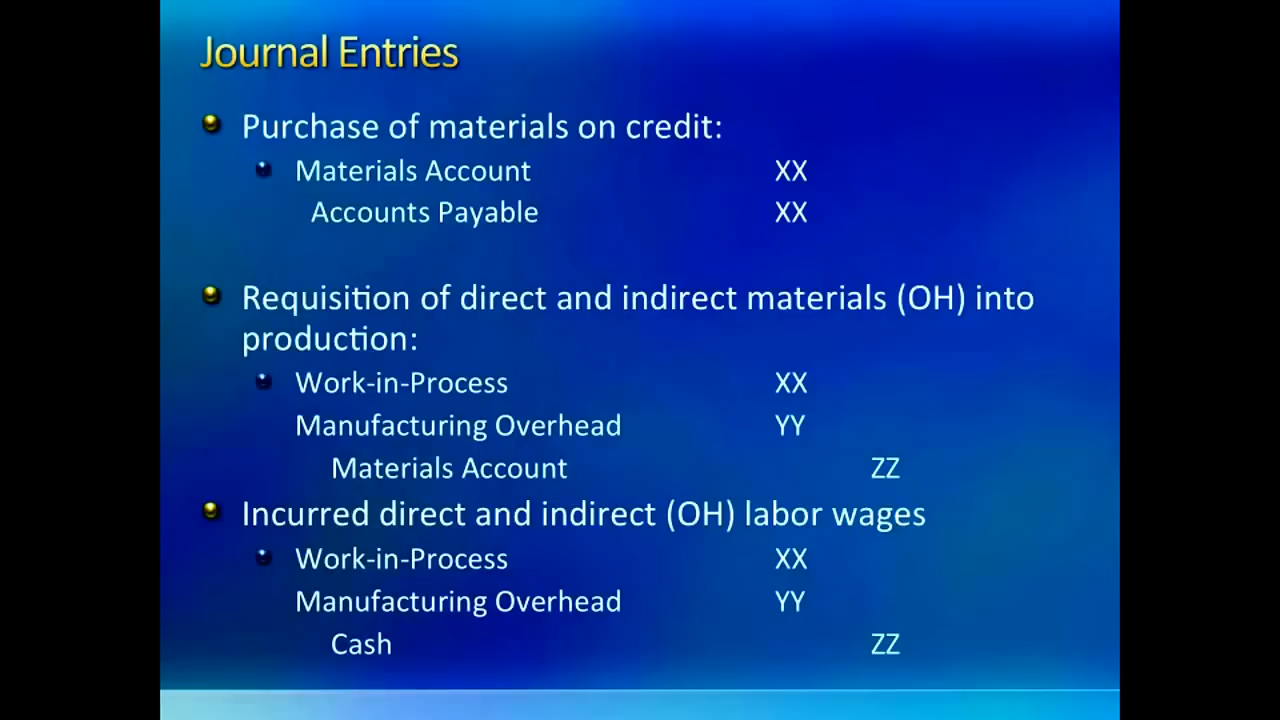 Journal Entries
Purchase of materials on credit:
Materials Account XX
Accounts Payable XX
Requisition of direct and indirect materials (OH) into
production:
Work-in-Process XX
Manufacturing Overhead YY
Materials Account ZZ
Incurred direct and indirect (OH) labor wages
Work-in-Process XX
Manufacturing Overhead YY
Cash ZZ